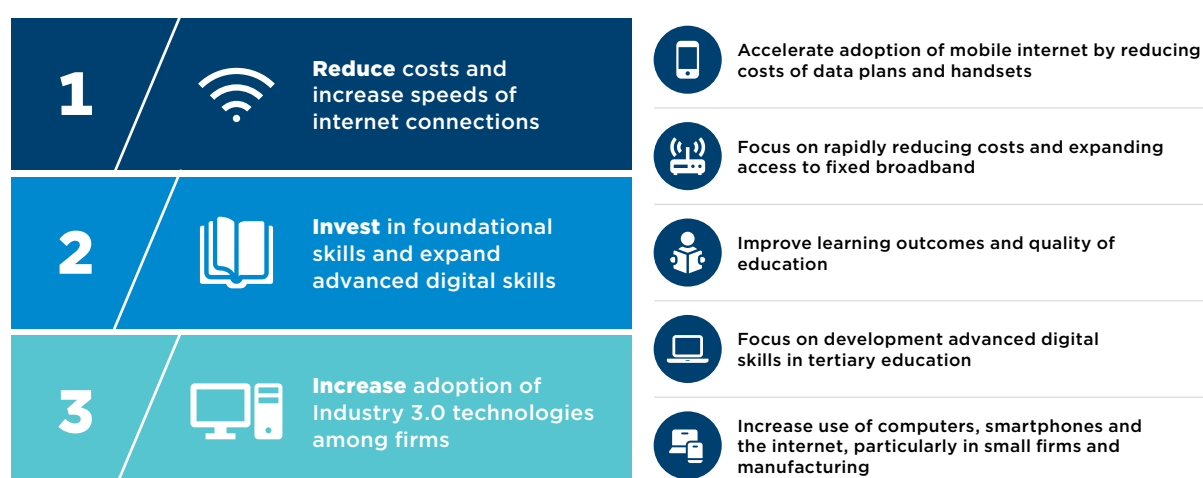 1
Reduce costs and
increase speeds of
internet connections
2
Invest in foundational
skills and expand
advanced digital skills
3
Increase adoption of
Industry 3.0 technologies
among firms
Accelerate adoption of mobile internet by reducing
costs of data plans and handsets
Focus on rapidly reducing costs and expanding
access to fixed broadband
Improve learning outcomes and quality of
education
Focus on development advanced digital
skills in tertiary education
Increase use of computers, smartphones and
the internet, particularly in small firms and
manufacturing